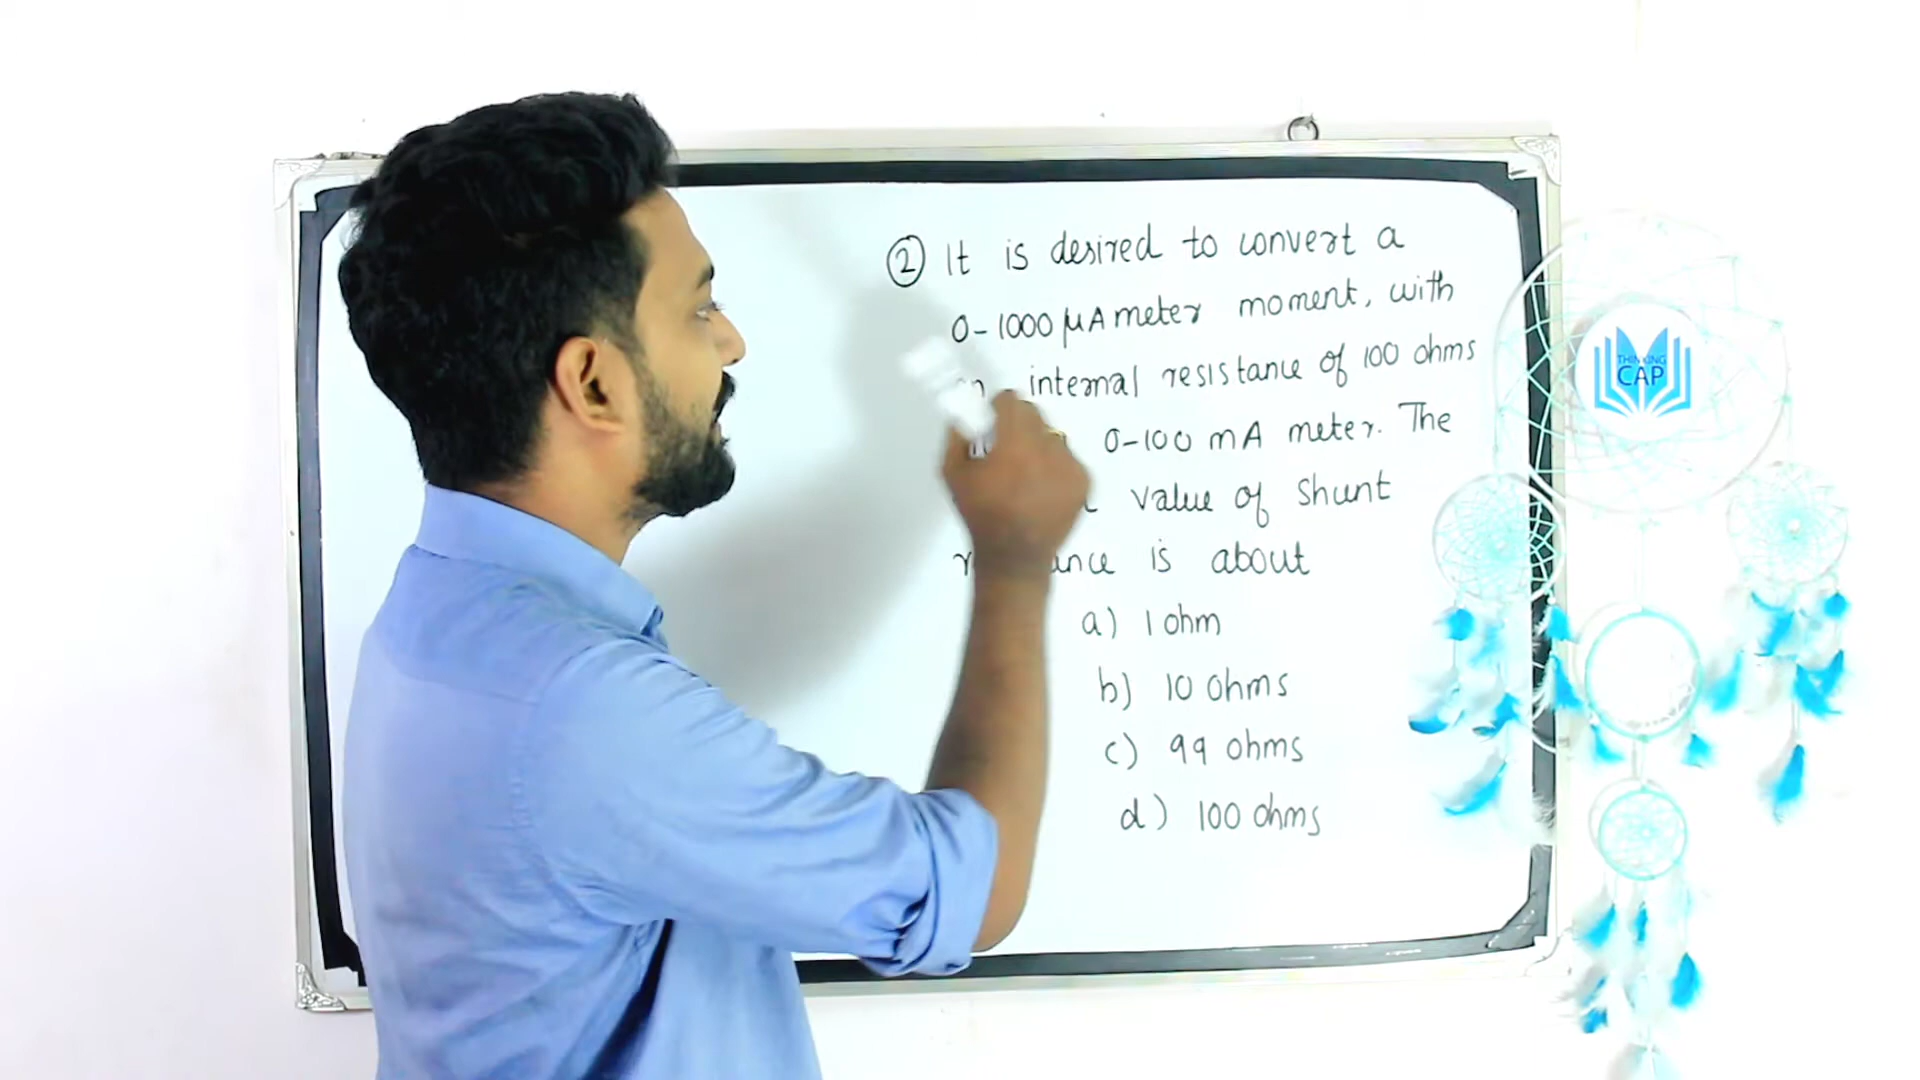 ② It is desired to convert a
0-1000 μA meter moment, with
internal resistance of 100 ohms
0-100 mA meter. The
value of shunt
is about
a) 1 ohm
b) 10 ohms
c) 99 ohms
d) 100 ohms
THINKING
CAP